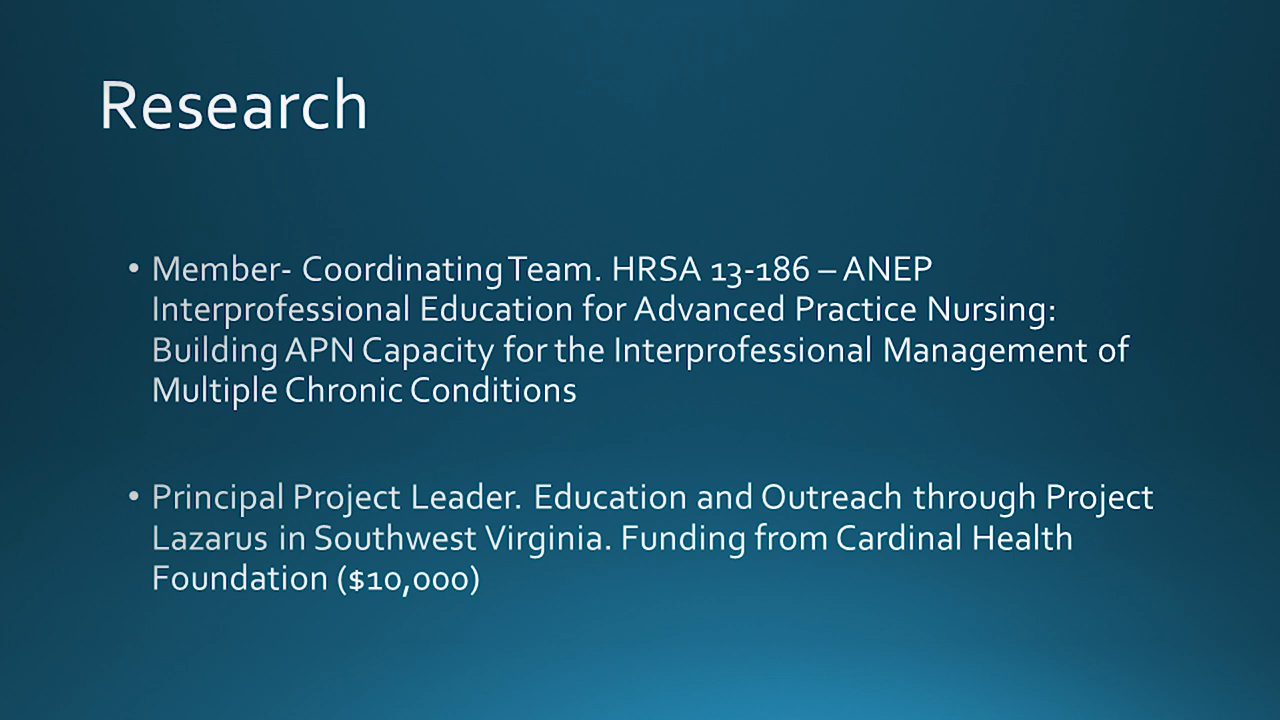 Research
• Member- Coordinating Team. HRSA 13-186 – ANEP
Interprofessional Education for Advanced Practice Nursing:
Building APN Capacity for the Interprofessional Management of
Multiple Chronic Conditions
• Principal Project Leader. Education and Outreach through Project
Lazarus in Southwest Virginia. Funding from Cardinal Health
Foundation ($10,000)